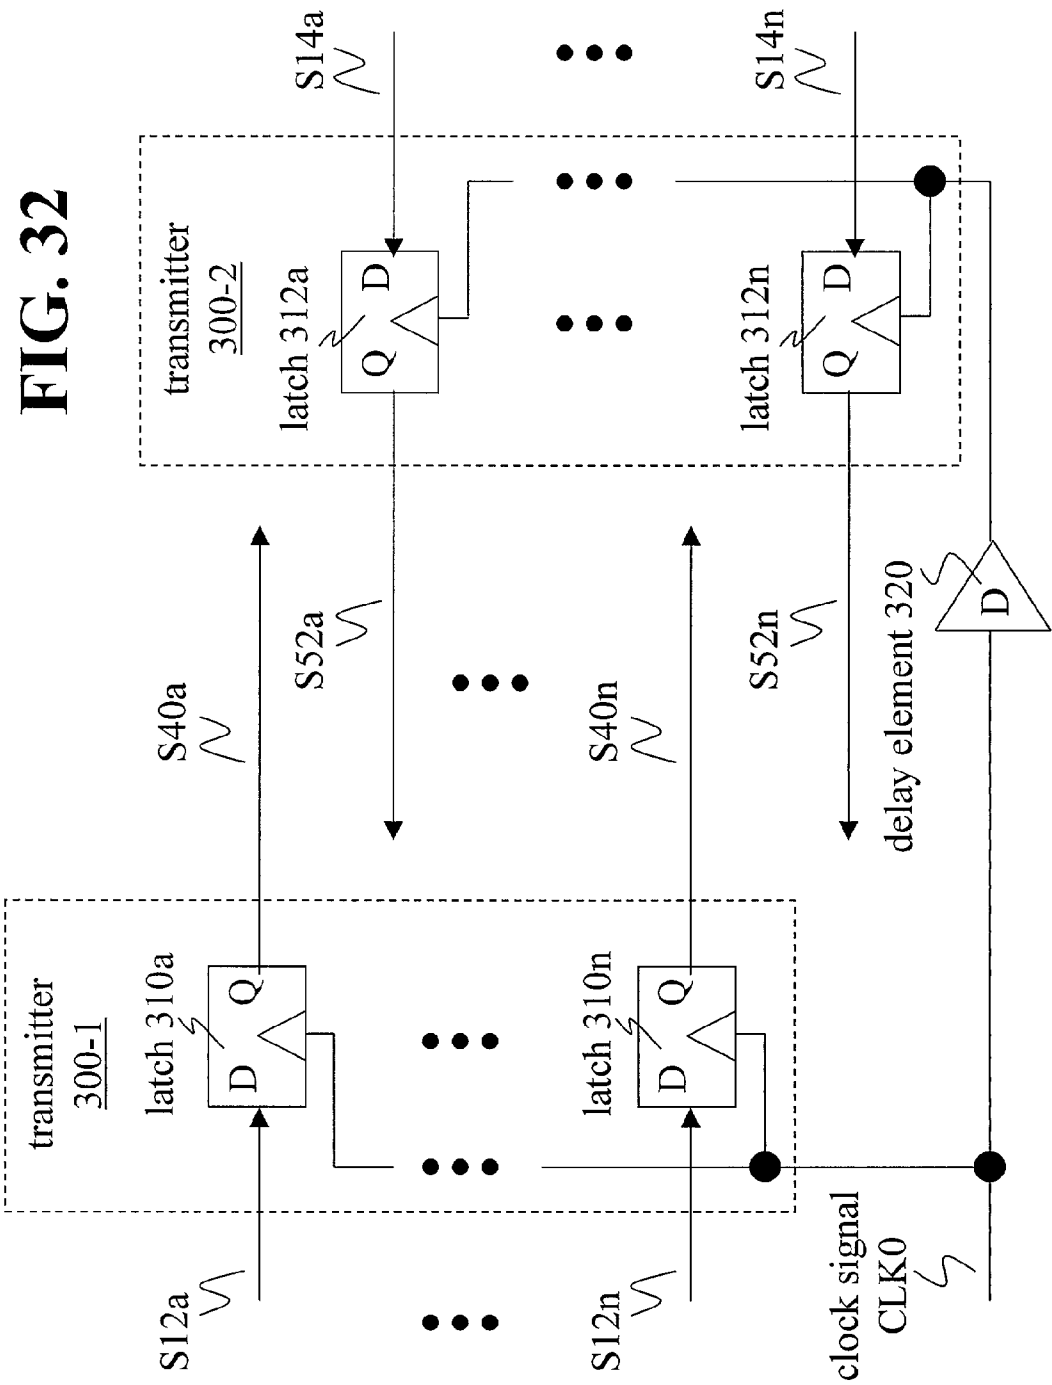 FIG. 32
transmitter
300-1
latch 310a
D
Q
S12a
S40a
latch 310n
D
Q
S12n
S40n
transmitter
300-2
latch 312a
Q
D
S14a
S52a
latch 312n
Q
D
S14n
S52n
clock signal
CLK0
delay element 320
D